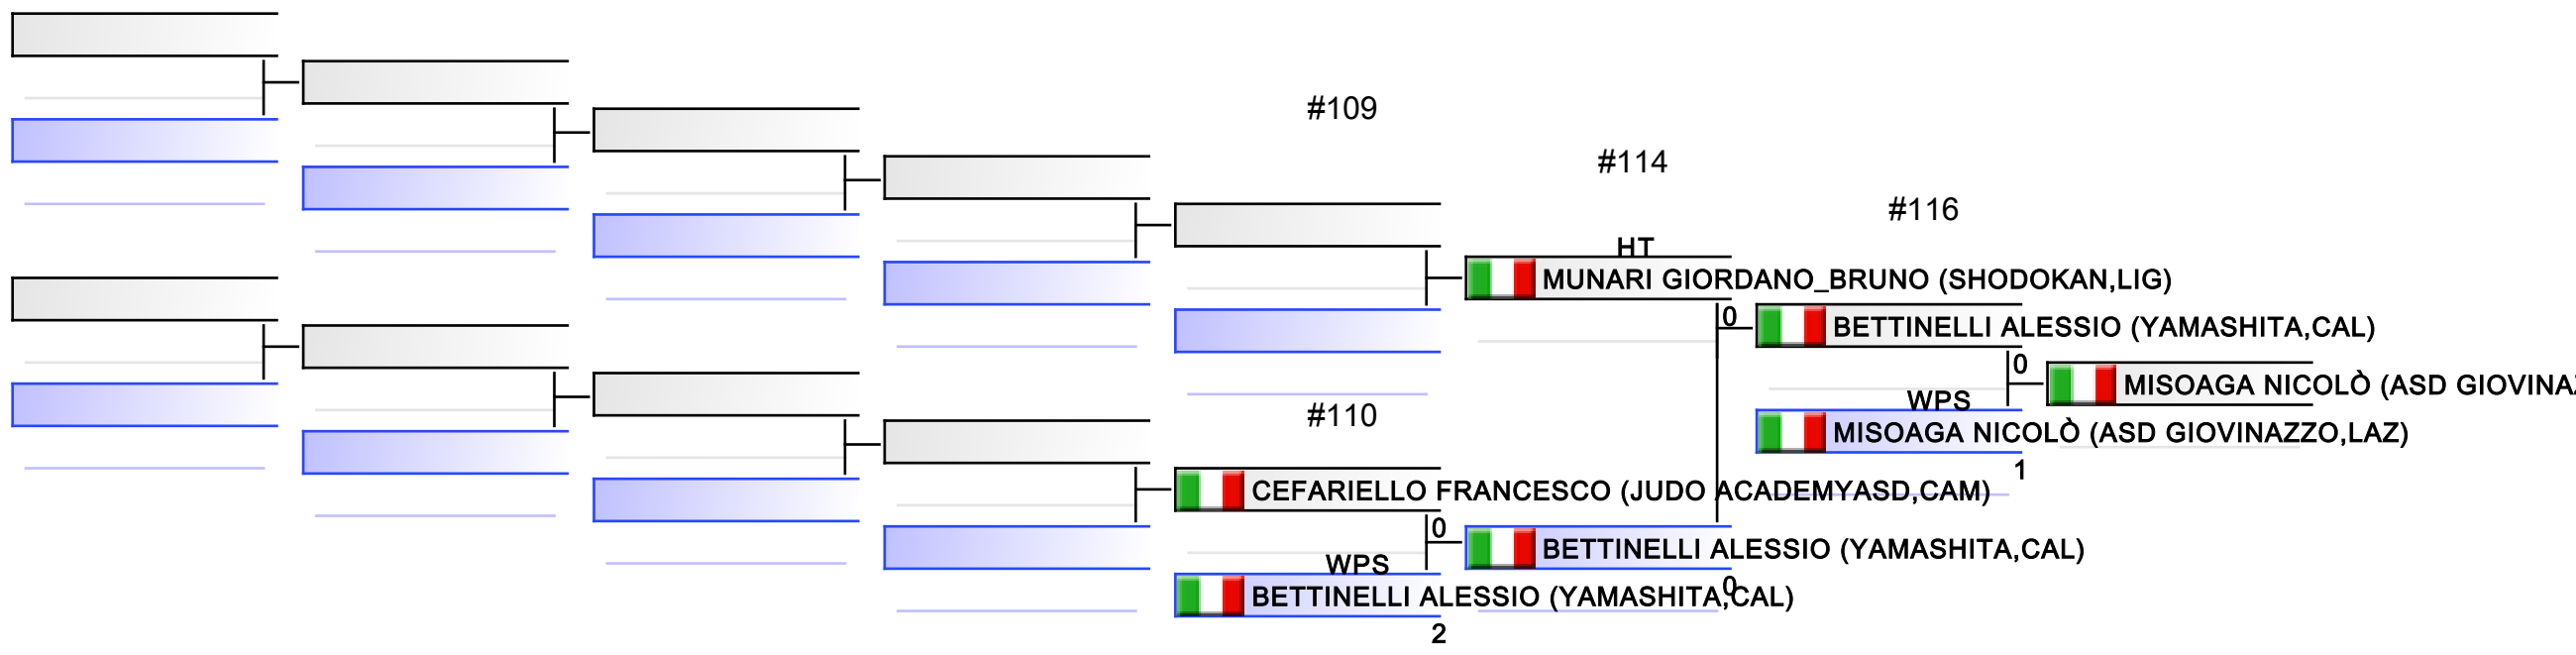 #109
#114
#116
HT
MUNARI GIORDANO_BRUNO (SHODOKAN,LIG)
0
BETTINELLI ALESSIO (YAMASHITA,CAL)
0
MISOAGA NICOLÒ (ASD GIOVINAZ
WPS
MISOAGA NICOLÒ (ASD GIOVINAZZO,LAZ)
1
#110
CEFARIELLO FRANCESCO (JUDO ACADEMYASD,CAM)
0
BETTINELLI ALESSIO (YAMASHITA,CAL)
0
WPS
BETTINELLI ALESSIO (YAMASHITA,CAL)
2